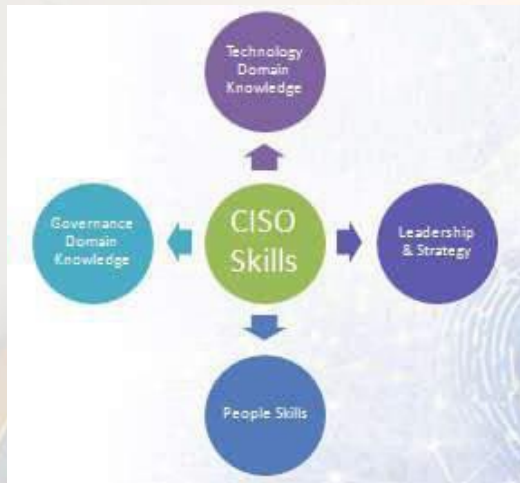 Technology
Domain
Knowledge
Governance
Domain
Knowledge
CISO
Skills
Leadership
& Strategy
People Skills